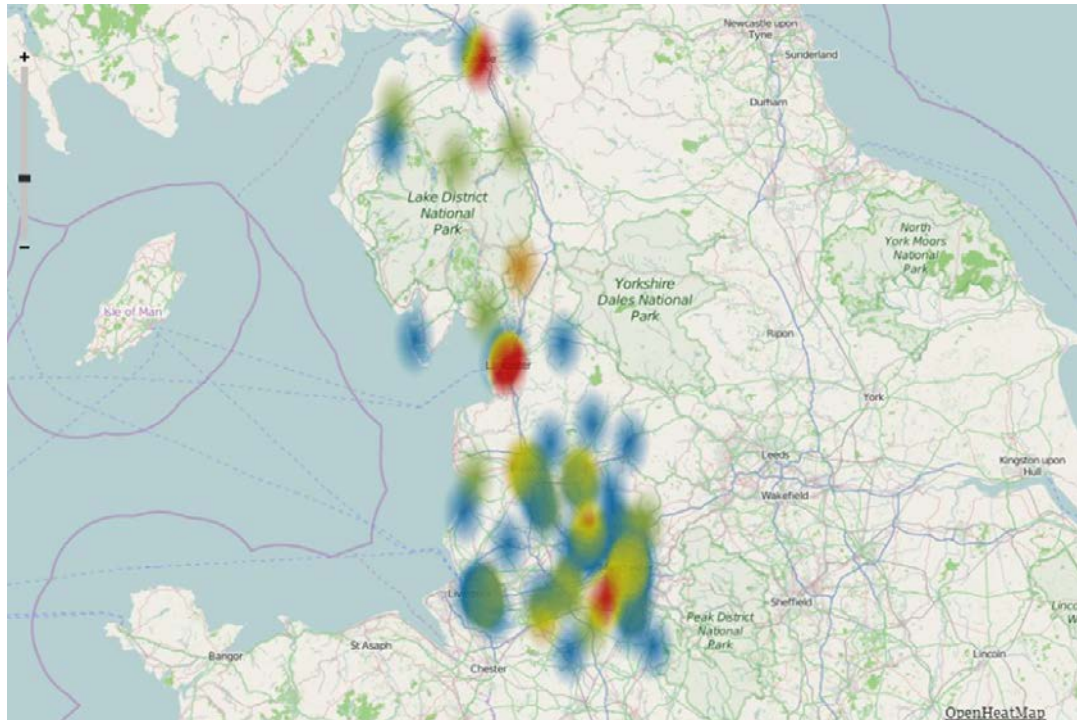 Newcastle upon
Tyne
Sunderland
+
Durham
Lake District
National
Park
North
York Moors
National
Park
Yorkshire
Dales National
Park
Isle of Man
Ripon
York
Leeds
Kingston upon
Hull
Wakefield
Sheffield
Peak District
National
Park
St Asaph
Bangor
Chester
Lincoln
OpenHeatMap